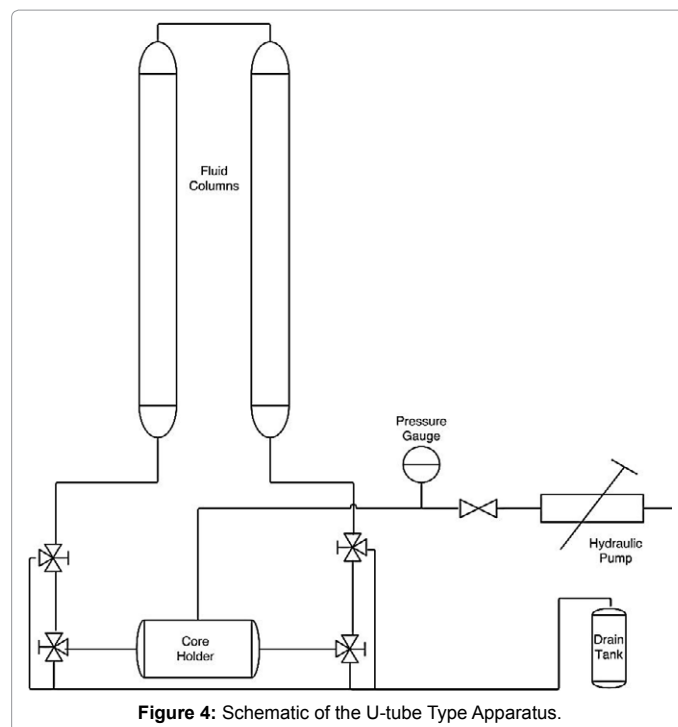 Fluid
Columns
Pressure
Gauge
Hydraulic
Pump
Core
Holder
Drain
Tank
Figure 4: Schematic of the U-tube Type Apparatus.